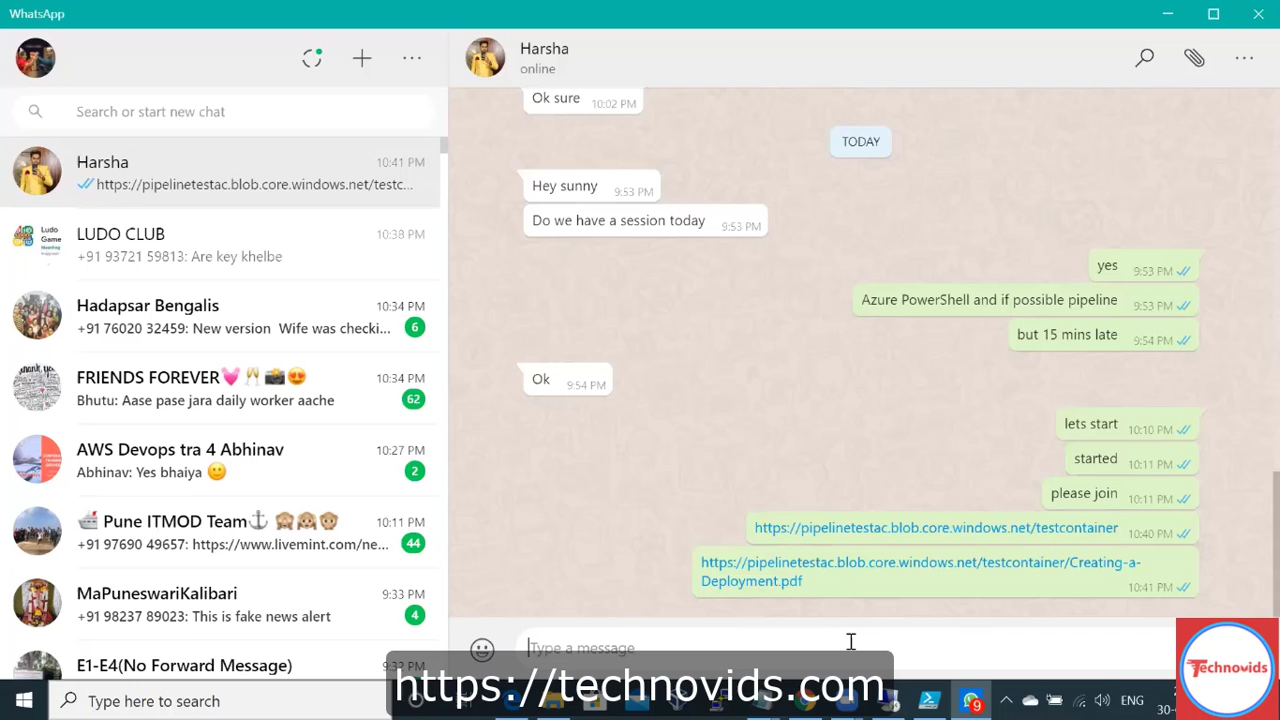 WhatsApp
Search or start new chat
Harsha
10:41 PM
https://pipelinetestac.blob.core.windows.net/testc...
Ludo
Game
LUDO CLUB
10:38 PM
+91 93721 59813: Are key khelbe
Hadapsar Bengalis
10:34 PM
+91 76020 32459: New version Wife was checki...
6
FRIENDS FOREVER💓🥂📸😍
10:34 PM
Bhutu: Aase pase jara daily worker aache
62
AWS Devops tra 4 Abhinav
10:27 PM
Abhinav: Yes bhaiya 🙂
2
🚢 Pune ITMOD Team⚓ 🙈🙉🙊
10:11 PM
+91 97690 49657: https://www.livemint.com/ne...
44
MaPuneswariKalibari
9:33 PM
+91 98237 89023: This is fake news alert
4
E1-E4(No Forward Message)
9:32 PM
Harsha
online
Ok sure 10:02 PM
TODAY
Hey sunny 9:53 PM
Do we have a session today 9:53 PM
yes 9:53 PM
Azure PowerShell and if possible pipeline 9:53 PM
but 15 mins late 9:54 PM
Ok 9:54 PM
lets start 10:10 PM
started 10:11 PM
please join 10:11 PM
https://pipelinetestac.blob.core.windows.net/testcontainer 10:40 PM
https://pipelinetestac.blob.core.windows.net/testcontainer/Creating-a-
Deployment.pdf 10:41 PM
Type a message
https://technovids.com
Technovids
Type here to search
9
ENG
30-